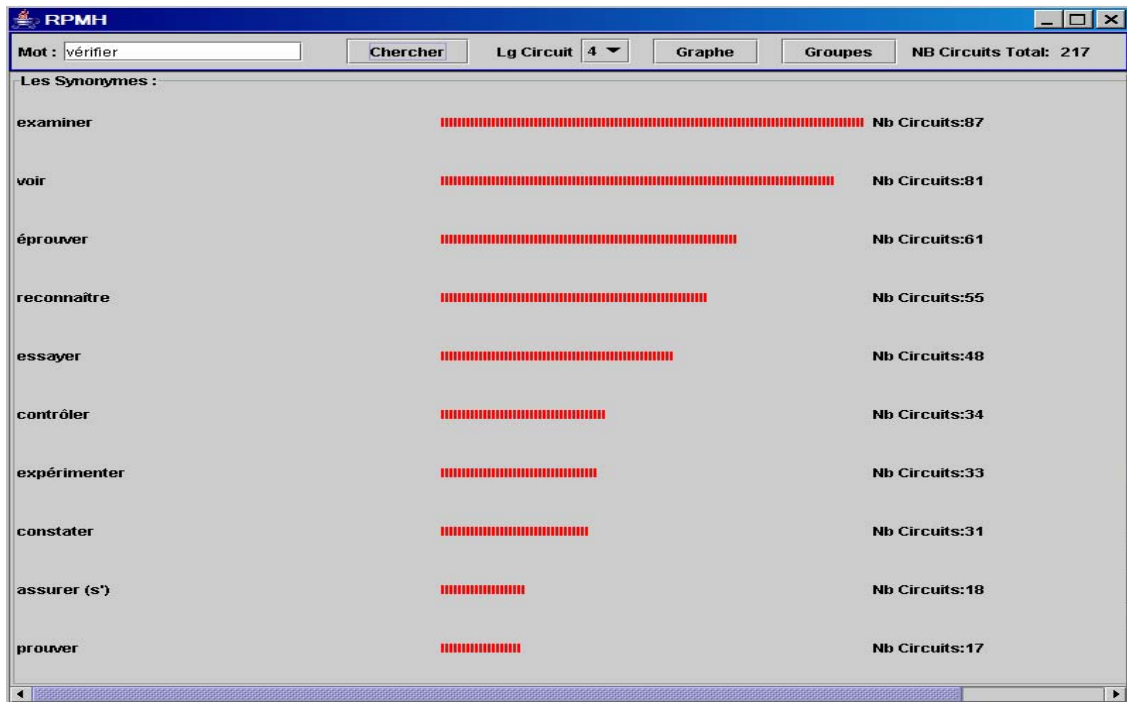 RPMH
Mot : vérifier Chercher Lg Circuit 4 Graphe Groupes NB Circuits Total: 217
Les Synonymes :
examiner Nb Circuits:87
voir Nb Circuits:81
éprouver Nb Circuits:61
reconnaître Nb Circuits:55
essayer Nb Circuits:48
contrôler Nb Circuits:34
expérimenter Nb Circuits:33
constater Nb Circuits:31
assurer (s') Nb Circuits:18
prouver Nb Circuits:17